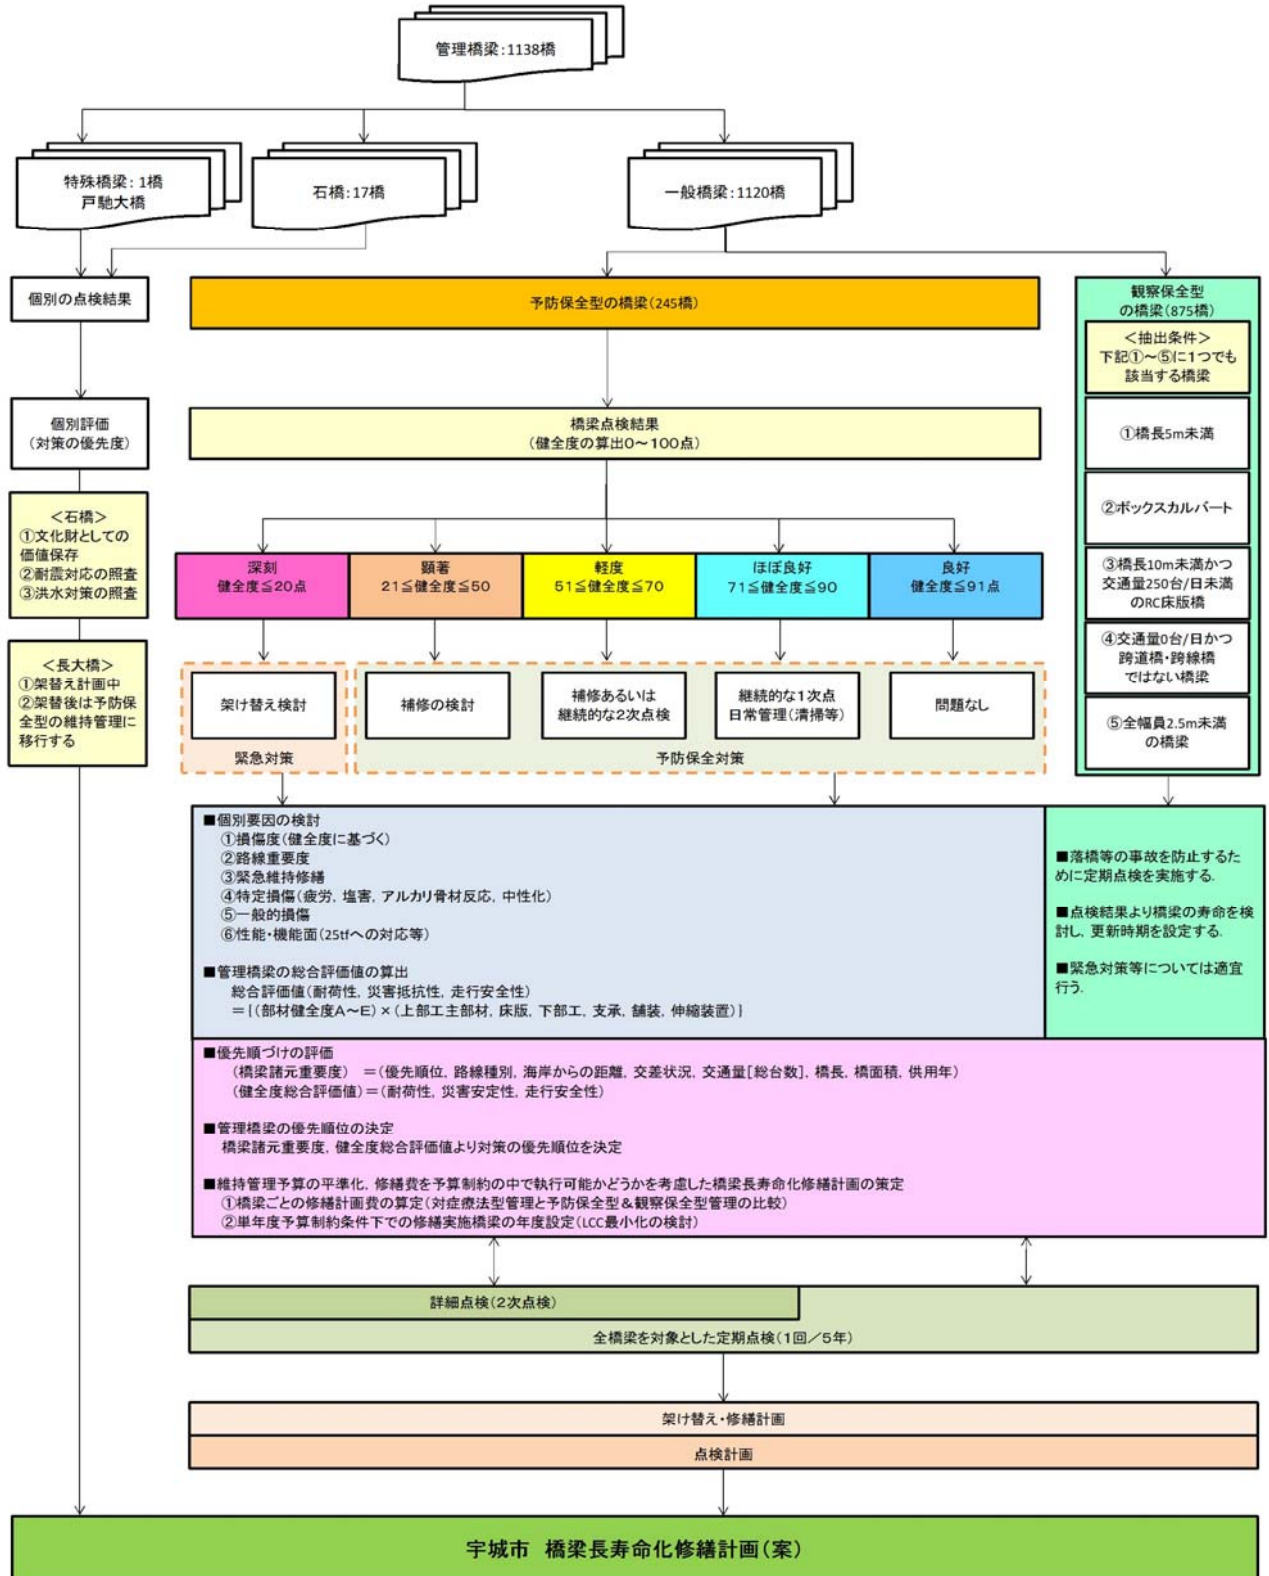 管理橋梁：1138橋
特殊橋梁：1橋
戸馳大橋
石橋：17橋
一般橋梁：1120橋
個別の点検結果
予防保全型の橋梁（245橋）
観察保全型
の橋梁（875橋）
＜抽出条件＞
下記①～⑤に1つでも
該当する橋梁
①橋長5m未満
②ボックスカルバート
③橋長10m未満かつ
交通量250台/日未満
のRC床版橋
④交通量0台/日かつ
跨道橋・跨線橋
ではない橋梁
⑤全幅員2.5m未満
の橋梁
個別評価
（対策の優先度）
橋梁点検結果
（健全度の算出0～100点）
＜石橋＞
①文化財としての
価値保存
②耐震対応の照査
③洪水対策の照査
＜長大橋＞
①架替え計画中
②架替後は予防保
全型の維持管理に
移行する
深刻
健全度≦20点
顕著
21≦健全度≦50
軽度
51≦健全度≦70
ほぼ良好
71≦健全度≦90
良好
健全度≦91点
架け替え検討
補修の検討
補修あるいは
継続的な2次点検
継続的な1次点
日常管理（清掃等）
問題なし
緊急対策
予防保全対策
■個別要因の検討
①損傷度（健全度に基づく）
②路線重要度
③緊急維持修繕
④特定損傷（疲労，塩害，アルカリ骨材反応，中性化）
⑤一般的損傷
⑥性能・機能面（25tfへの対応等）
■管理橋梁の総合評価値の算出
総合評価値（耐荷性，災害抵抗性，走行安全性）
＝{（部材健全度A～E）×（上部工主部材，床版，下部工，支承，舗装，伸縮装置）}
■落橋等の事故を防止するた
めに定期点検を実施する.
■点検結果より橋梁の寿命を検
討し，更新時期を設定する.
■緊急対策等については適宜
行う.
■優先順づけの評価
（橋梁諸元重要度） ＝（優先順位，路線種別，海岸からの距離，交差状況，交通量[総台数]，橋長，橋面積，供用年）
（健全度総合評価値）＝（耐荷性，災害安定性，走行安全性）
■管理橋梁の優先順位の決定
橋梁諸元重要度，健全度総合評価値より対策の優先順位を決定
■維持管理予算の平準化，修繕費を予算制約の中で執行可能かどうかを考慮した橋梁長寿命化修繕計画の策定
①橋梁ごとの修繕計画費の算定（対症療法型管理と予防保全型＆観察保全型管理の比較）
②単年度予算制約条件下での修繕実施橋梁の年度設定（LCC最小化の検討）
詳細点検（2次点検）
全橋梁を対象とした定期点検（1回／5年）
架け替え・修繕計画
点検計画
宇城市 橋梁長寿命化修繕計画（案）